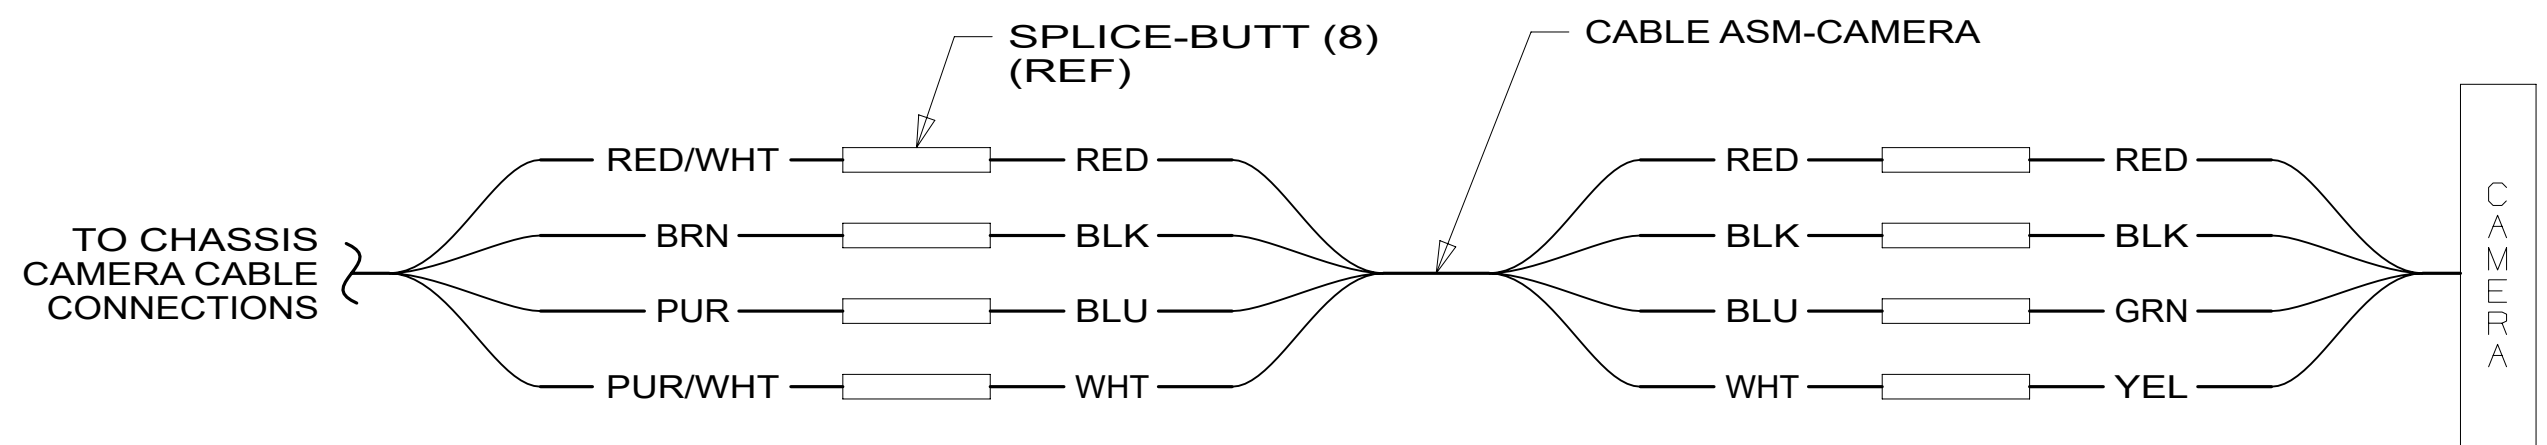 SPLICE-BUTT (8)
(REF)
CABLE ASM-CAMERA
TO CHASSIS
CAMERA CABLE
CONNECTIONS
RED/WHT RED RED RED
BRN BLK BLK BLK
PUR BLU BLU GRN
PUR/WHT WHT WHT YEL
CAMERA